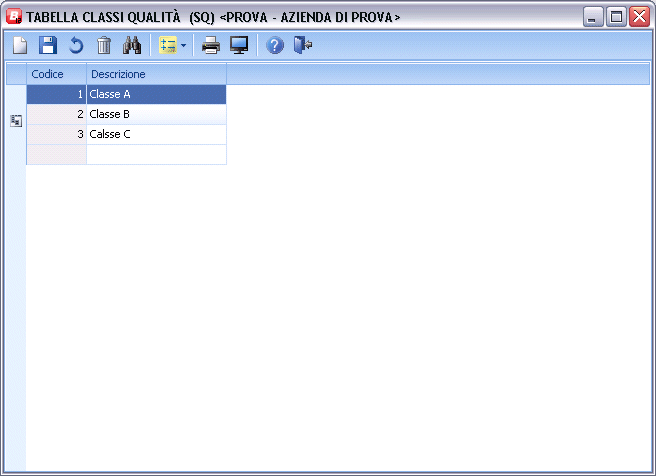 TABELLA CLASSI QUALITÀ (SQ) <PROVA - AZIENDA DI PROVA>
Codice Descrizione
1 Classe A
2 Classe B
3 Calsse C